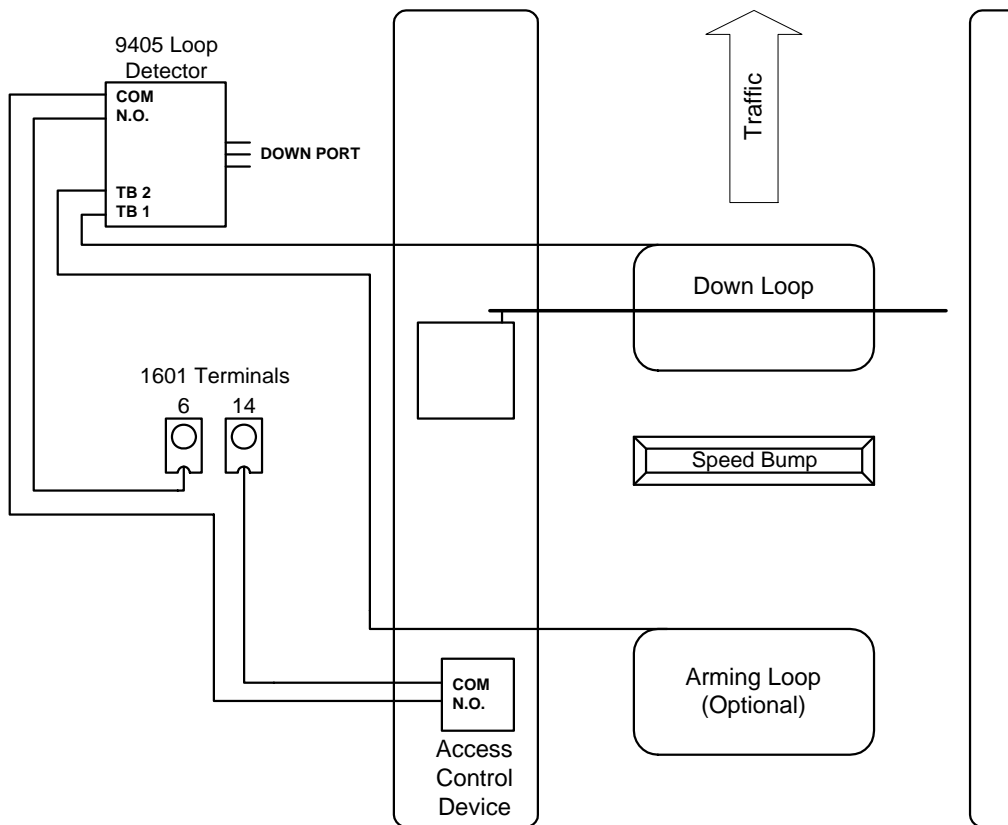 9405 Loop
Detector
COM
N.O.
DOWN PORT
TB 2
TB 1
Traffic
Down Loop
1601 Terminals
6 14
Speed Bump
Arming Loop
(Optional)
COM
N.O.
Access
Control
Device